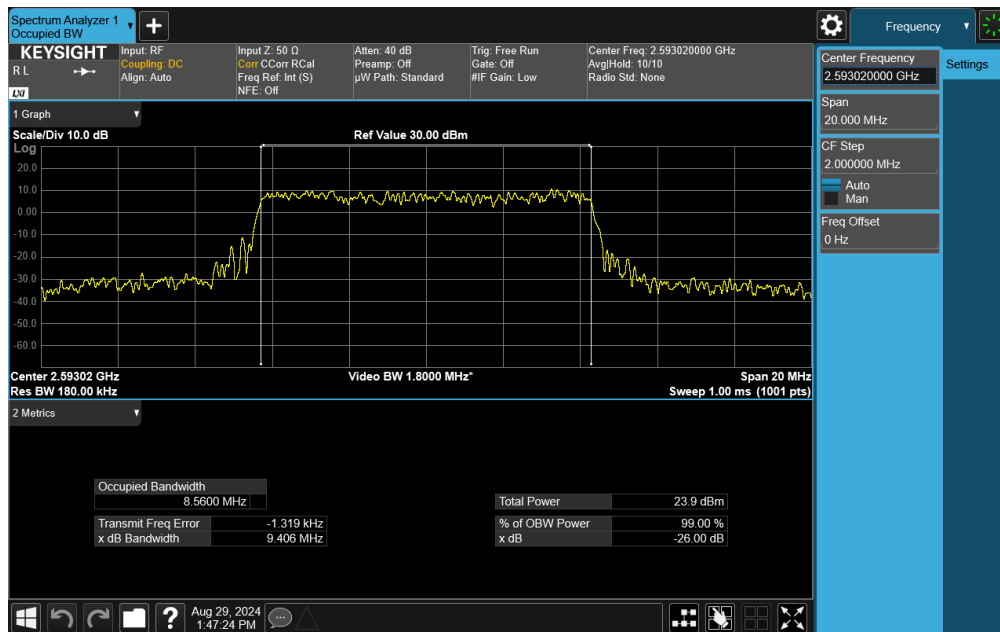 Spectrum Analyzer 1
Occupied BW
Frequency
KEYSIGHT
R L
LXI
Input: RF
Coupling: DC
Align: Auto
Input Z: 50 Ω
Corr CCorr RCal
Freq Ref: Int (S)
NFE: Off
Atten: 40 dB
Preamp: Off
µW Path: Standard
Trig: Free Run
Gate: Off
#IF Gain: Low
Center Freq: 2.593020000 GHz
Avg|Hold: 10/10
Radio Std: None
Center Frequency
2.593020000 GHz
Settings
Span
20.000 MHz
CF Step
2.000000 MHz
Auto
Man
Freq Offset
0 Hz
1 Graph
Scale/Div 10.0 dB
Ref Value 30.00 dBm
Log
20.0
10.0
0.00
-10.0
-20.0
-30.0
-40.0
-50.0
-60.0
Center 2.59302 GHz
Video BW 1.8000 MHz*
Span 20 MHz
Res BW 180.00 kHz
Sweep 1.00 ms (1001 pts)
2 Metrics
Occupied Bandwidth
8.5600 MHz
Transmit Freq Error -1.319 kHz
x dB Bandwidth 9.406 MHz
Total Power 23.9 dBm
% of OBW Power 99.00 %
x dB -26.00 dB
Aug 29, 2024
1:47:24 PM